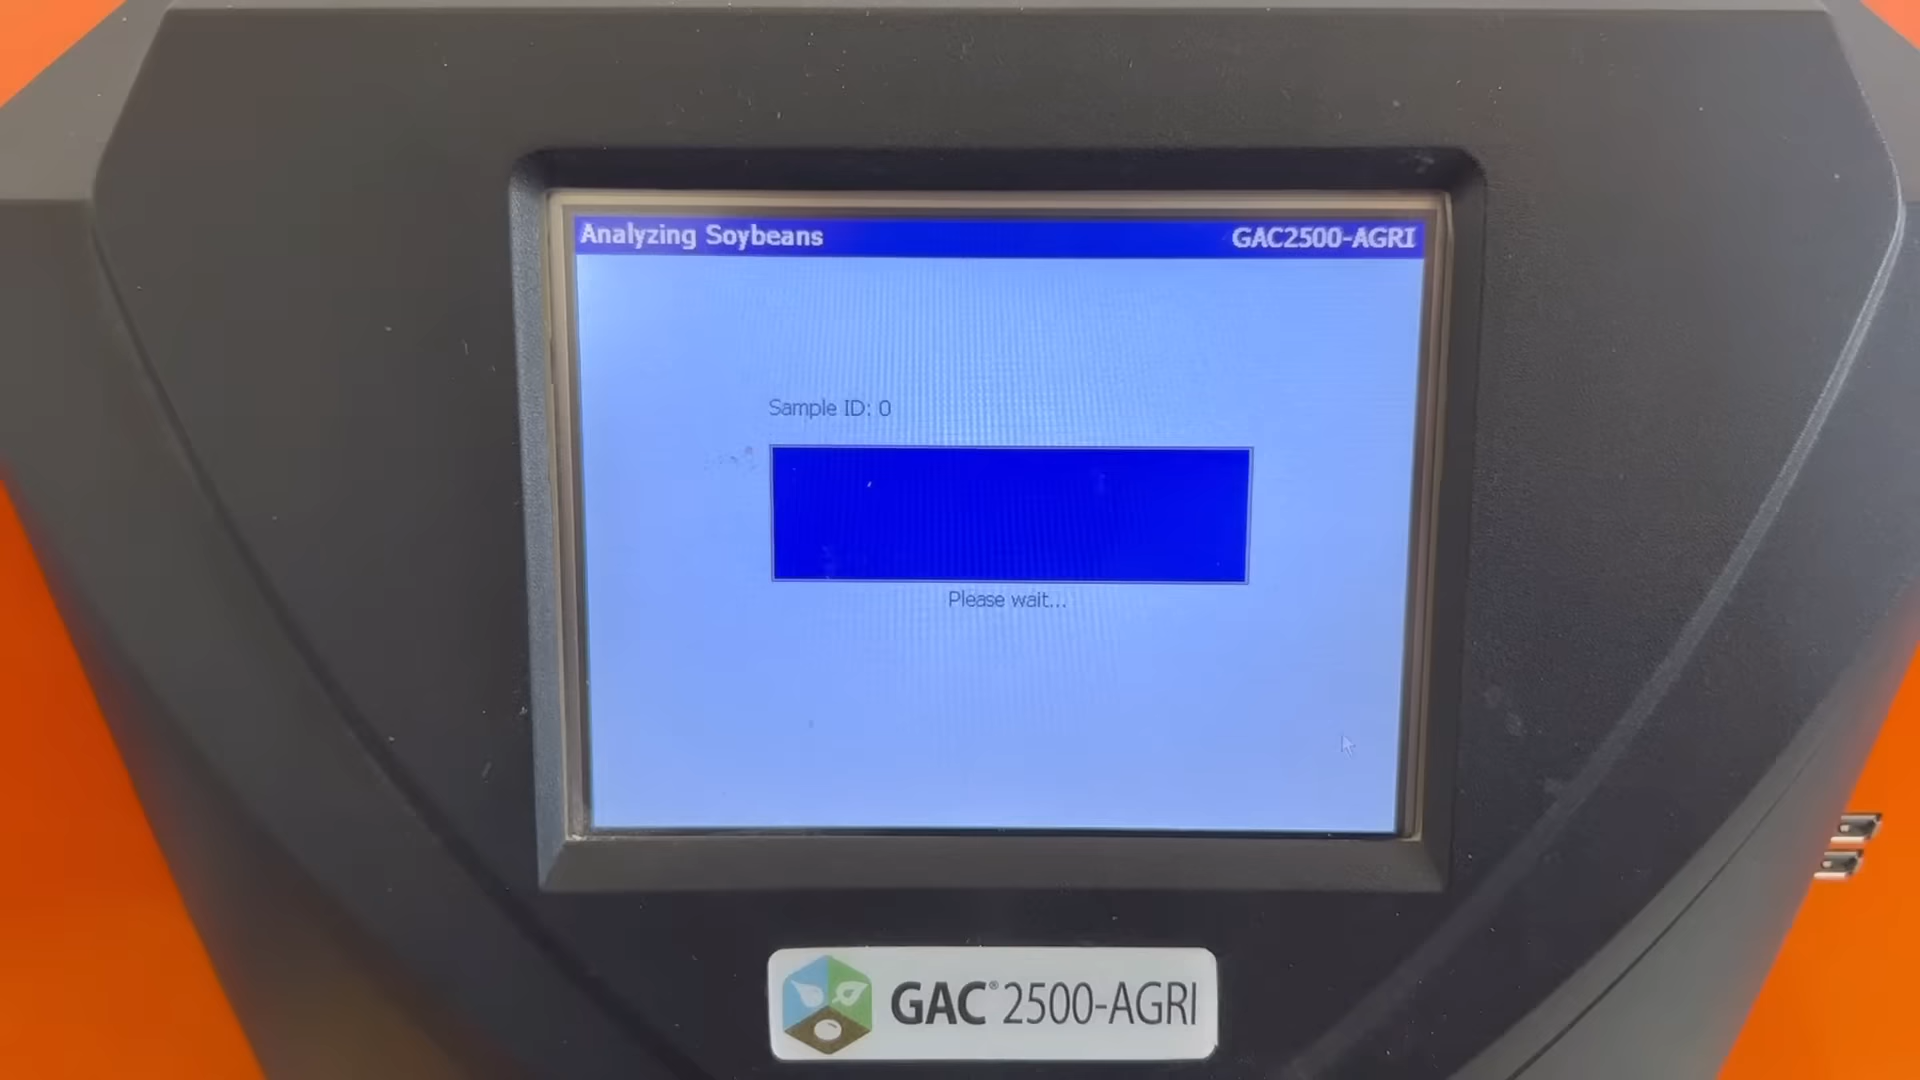 Analyzing Soybeans GAC2500-AGRI
Sample ID: 0
Please wait...
GAC® 2500-AGRI